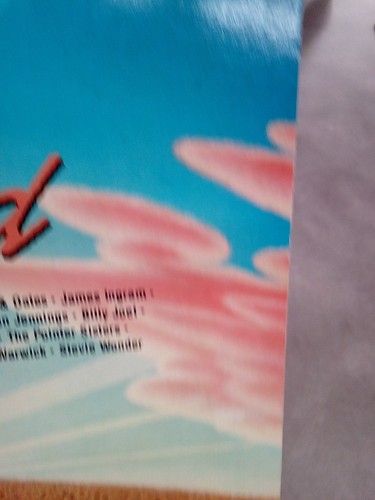 d
& Oates : James Ingram :
n Jennings : Billy Joel :
: The Pointer Sisters :
Warwick : Stevie Wonder